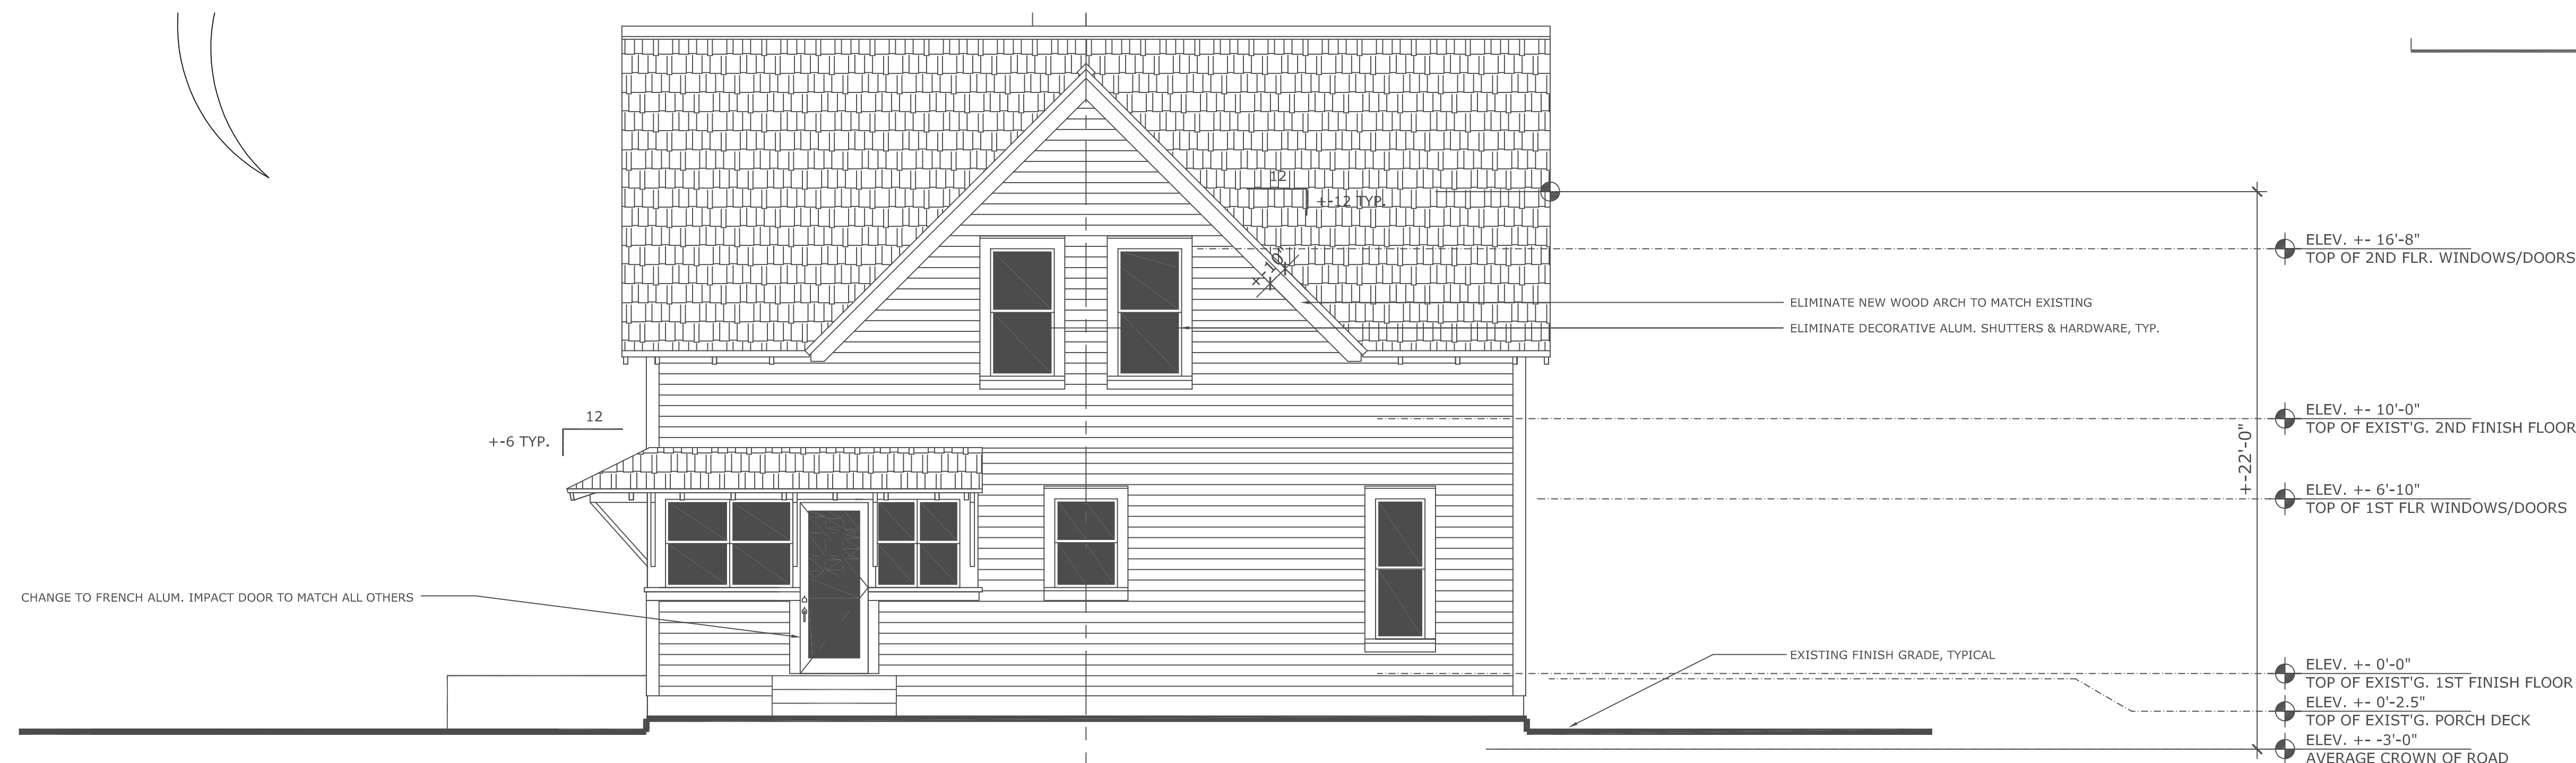 12
+-12 TYP.
ELEV. +- 16'-8"
TOP OF 2ND FLR. WINDOWS/DOORS
ELIMINATE NEW WOOD ARCH TO MATCH EXISTING
ELIMINATE DECORATIVE ALUM. SHUTTERS & HARDWARE, TYP.
12
+-6 TYP.
ELEV. +- 10'-0"
TOP OF EXIST'G. 2ND FINISH FLOOR
+-22'-0"
ELEV. +- 6'-10"
TOP OF 1ST FLR WINDOWS/DOORS
CHANGE TO FRENCH ALUM. IMPACT DOOR TO MATCH ALL OTHERS
EXISTING FINISH GRADE, TYPICAL
ELEV. +- 0'-0"
TOP OF EXIST'G. 1ST FINISH FLOOR
ELEV. +- 0'-2.5"
TOP OF EXIST'G. PORCH DECK
ELEV. +- -3'-0"
AVERAGE CROWN OF ROAD